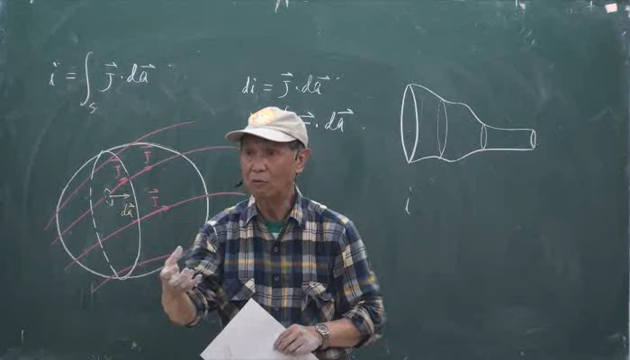 i = ∫ₛ J⃗ · da⃗
di = J⃗ · da⃗
· da⃗ .
J⃗
J⃗
J⃗
da⃗
i